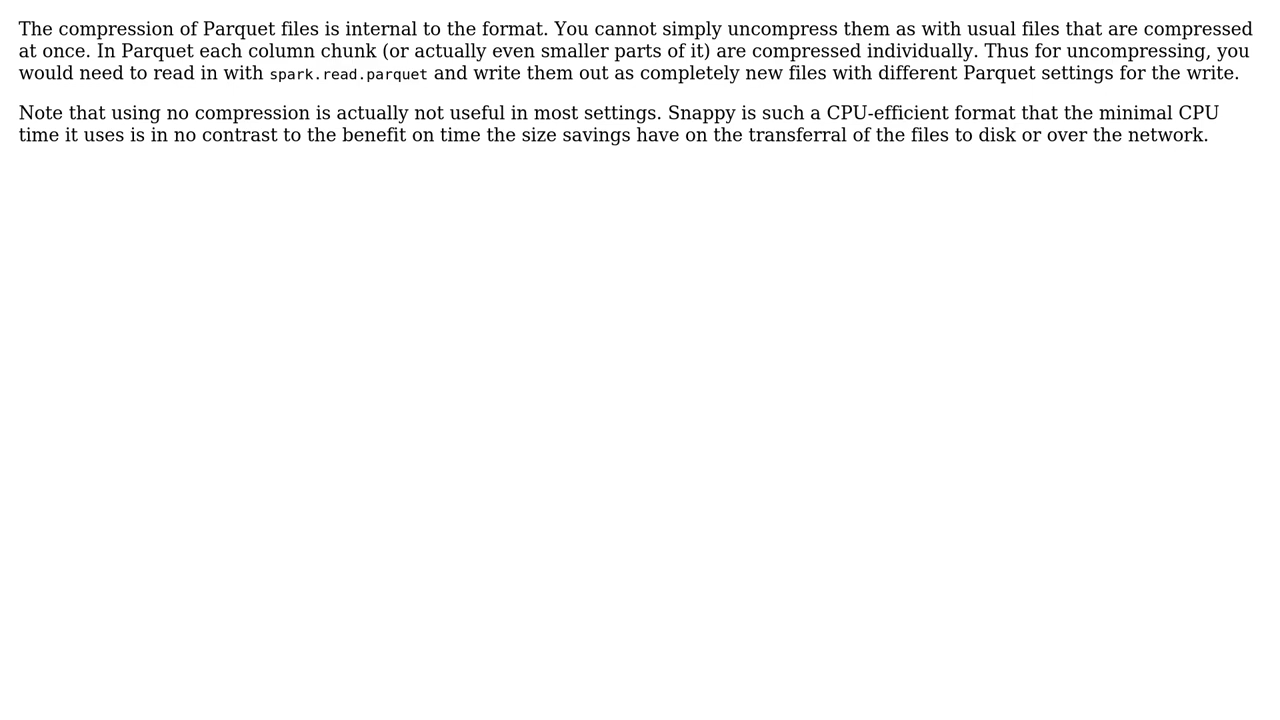 The compression of Parquet files is internal to the format. You cannot simply uncompress them as with usual files that are compressed
at once. In Parquet each column chunk (or actually even smaller parts of it) are compressed individually. Thus for uncompressing, you
would need to read in with spark.read.parquet and write them out as completely new files with different Parquet settings for the write.
Note that using no compression is actually not useful in most settings. Snappy is such a CPU-efficient format that the minimal CPU
time it uses is in no contrast to the benefit on time the size savings have on the transferral of the files to disk or over the network.